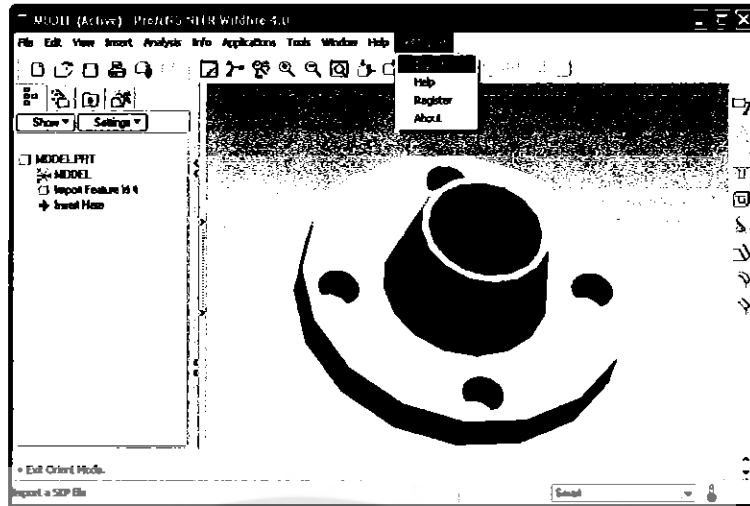 MODEL (Active) - Pro/ENGINEER Wildfire 4.0
File Edit View Insert Analysis Info Applications Tools Window Help
Help
Register
About
Show Settings
MODEL.PRT
MODEL
Import Feature id 4
Insert Here
• Exit Orient Mode.
Import a SKP file
Smart